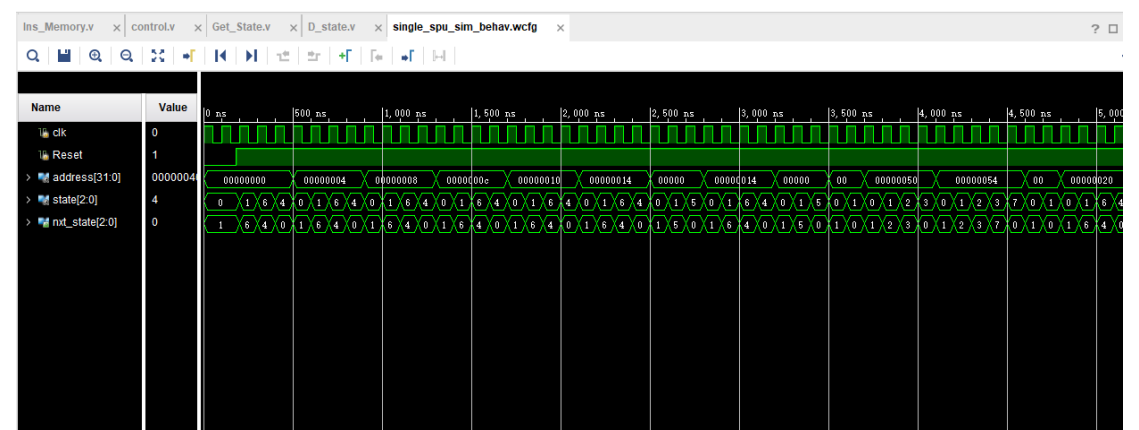 Ins_Memory.v × control.v × Get_State.v × D_state.v × single_spu_sim_behav.wcfg × ?
Name Value 0 ns 500 ns 1,000 ns 1,500 ns 2,000 ns 2,500 ns 3,000 ns 3,500 ns 4,000 ns 4,500 ns 5,000
clk 0
Reset 1
address[31:0] 0000004 00000000 00000004 00000008 0000000c 00000010 00000014 00000 00000014 00000 00 00000050 00000054 00 00000020
state[2:0] 4 0 1 6 4 0 1 6 4 0 1 6 4 0 1 6 4 0 1 6 4 0 1 6 4 0 1 5 0 1 6 4 0 1 5 0 1 0 1 2 3 0 1 2 3 7 0 1 0 1 6 4
nxt_state[2:0] 0 1 6 4 0 1 6 4 0 1 6 4 0 1 6 4 0 1 6 4 0 1 6 4 0 1 5 0 1 6 4 0 1 5 0 1 0 1 2 3 0 1 2 3 7 0 1 0 1 6 4 0